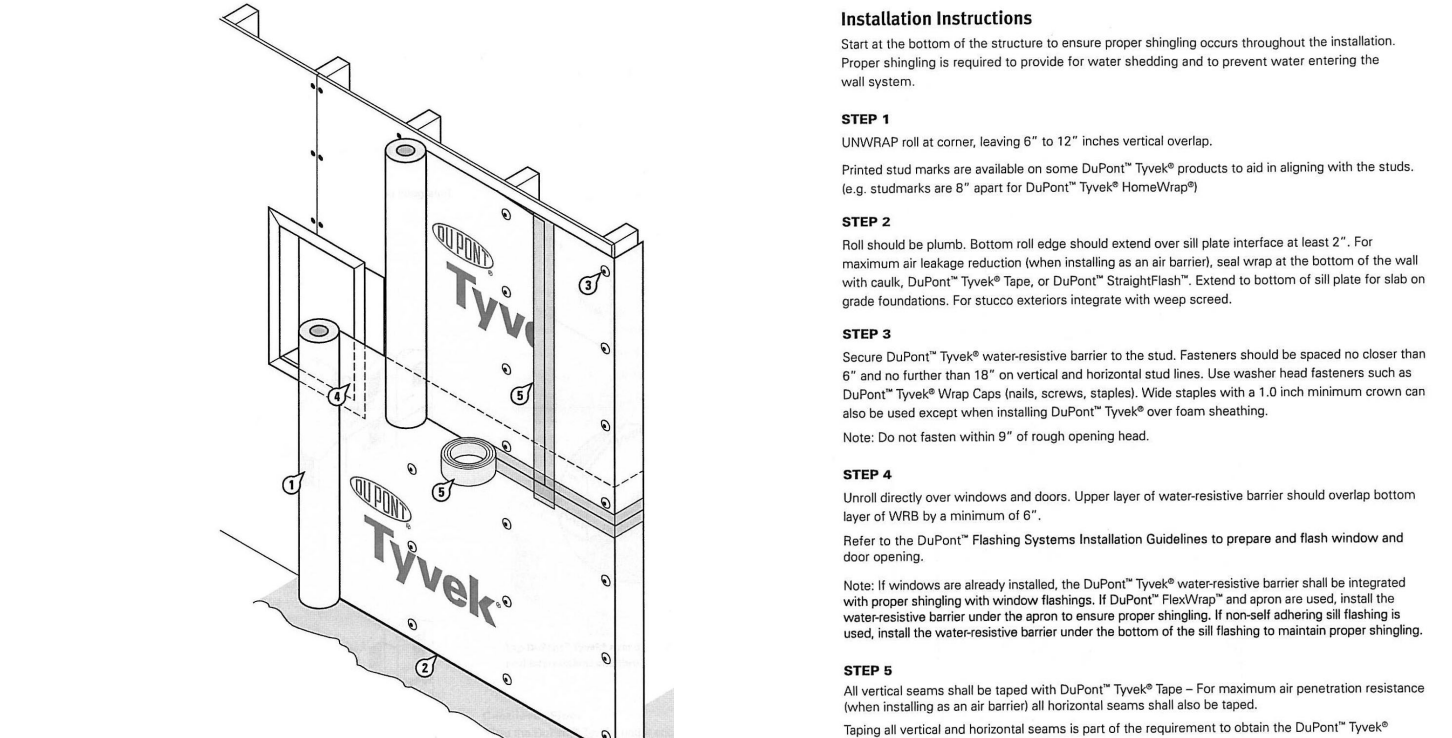 Installation Instructions
Start at the bottom of the structure to ensure proper shingling occurs throughout the installation.
Proper shingling is required to provide for water shedding and to prevent water entering the
wall system.
STEP 1
UNWRAP roll at corner, leaving 6” to 12” inches vertical overlap.
Printed stud marks are available on some DuPont™ Tyvek® products to aid in aligning with the studs.
(e.g. studmarks are 8” apart for DuPont™ Tyvek® HomeWrap®)
STEP 2
Roll should be plumb. Bottom roll edge should extend over sill plate interface at least 2”. For
maximum air leakage reduction (when installing as an air barrier), seal wrap at the bottom of the wall
with caulk, DuPont™ Tyvek® Tape, or DuPont™ StraightFlash™. Extend to bottom of sill plate for slab on
grade foundations. For stucco exteriors integrate with weep screed.
STEP 3
Secure DuPont™ Tyvek® water-resistive barrier to the stud. Fasteners should be spaced no closer than
6” and no further than 18” on vertical and horizontal stud lines. Use washer head fasteners such as
DuPont™ Tyvek® Wrap Caps (nails, screws, staples). Wide staples with a 1.0 inch minimum crown can
also be used except when installing DuPont™ Tyvek® over foam sheathing.
Note: Do not fasten within 9” of rough opening head.
STEP 4
Unroll directly over windows and doors. Upper layer of water-resistive barrier should overlap bottom
layer of WRB by a minimum of 6”.
Refer to the DuPont™ Flashing Systems Installation Guidelines to prepare and flash window and
door opening.
Note: If windows are already installed, the DuPont™ Tyvek® water-resistive barrier shall be integrated
with proper shingling with window flashings. If DuPont™ FlexWrap™ and apron are used, install the
water-resistive barrier under the apron to ensure proper shingling. If non-self adhering sill flashing is
used, install the water-resistive barrier under the bottom of the sill flashing to maintain proper shingling.
STEP 5
All vertical seams shall be taped with DuPont™ Tyvek® Tape – For maximum air penetration resistance
(when installing as an air barrier) all horizontal seams shall also be taped.
Taping all vertical and horizontal seams is part of the requirement to obtain the DuPont™ Tyvek®
DUPONT®
Tyv
3
4
5
1
5
DUPONT®
Tyvek®
2